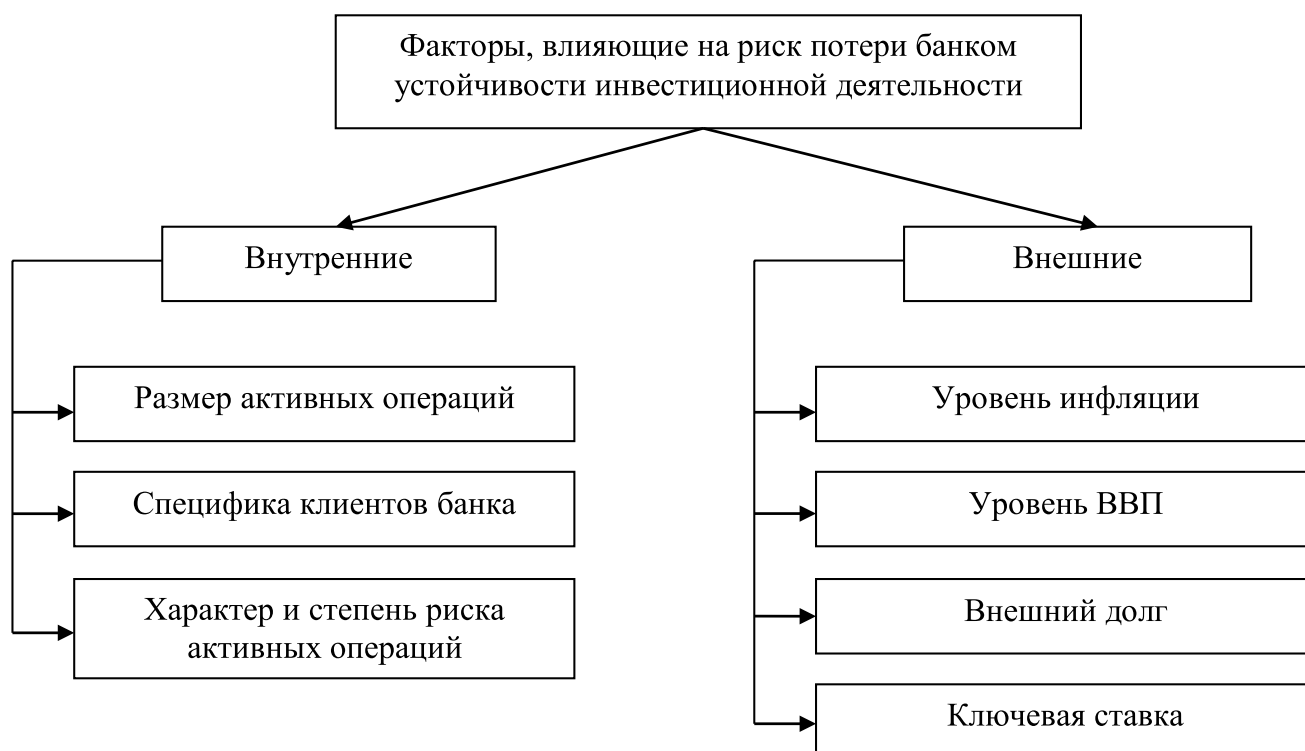 Факторы, влияющие на риск потери банком
устойчивости инвестиционной деятельности
Внутренние
Внешние
Размер активных операций
Специфика клиентов банка
Характер и степень риска
активных операций
Уровень инфляции
Уровень ВВП
Внешний долг
Ключевая ставка